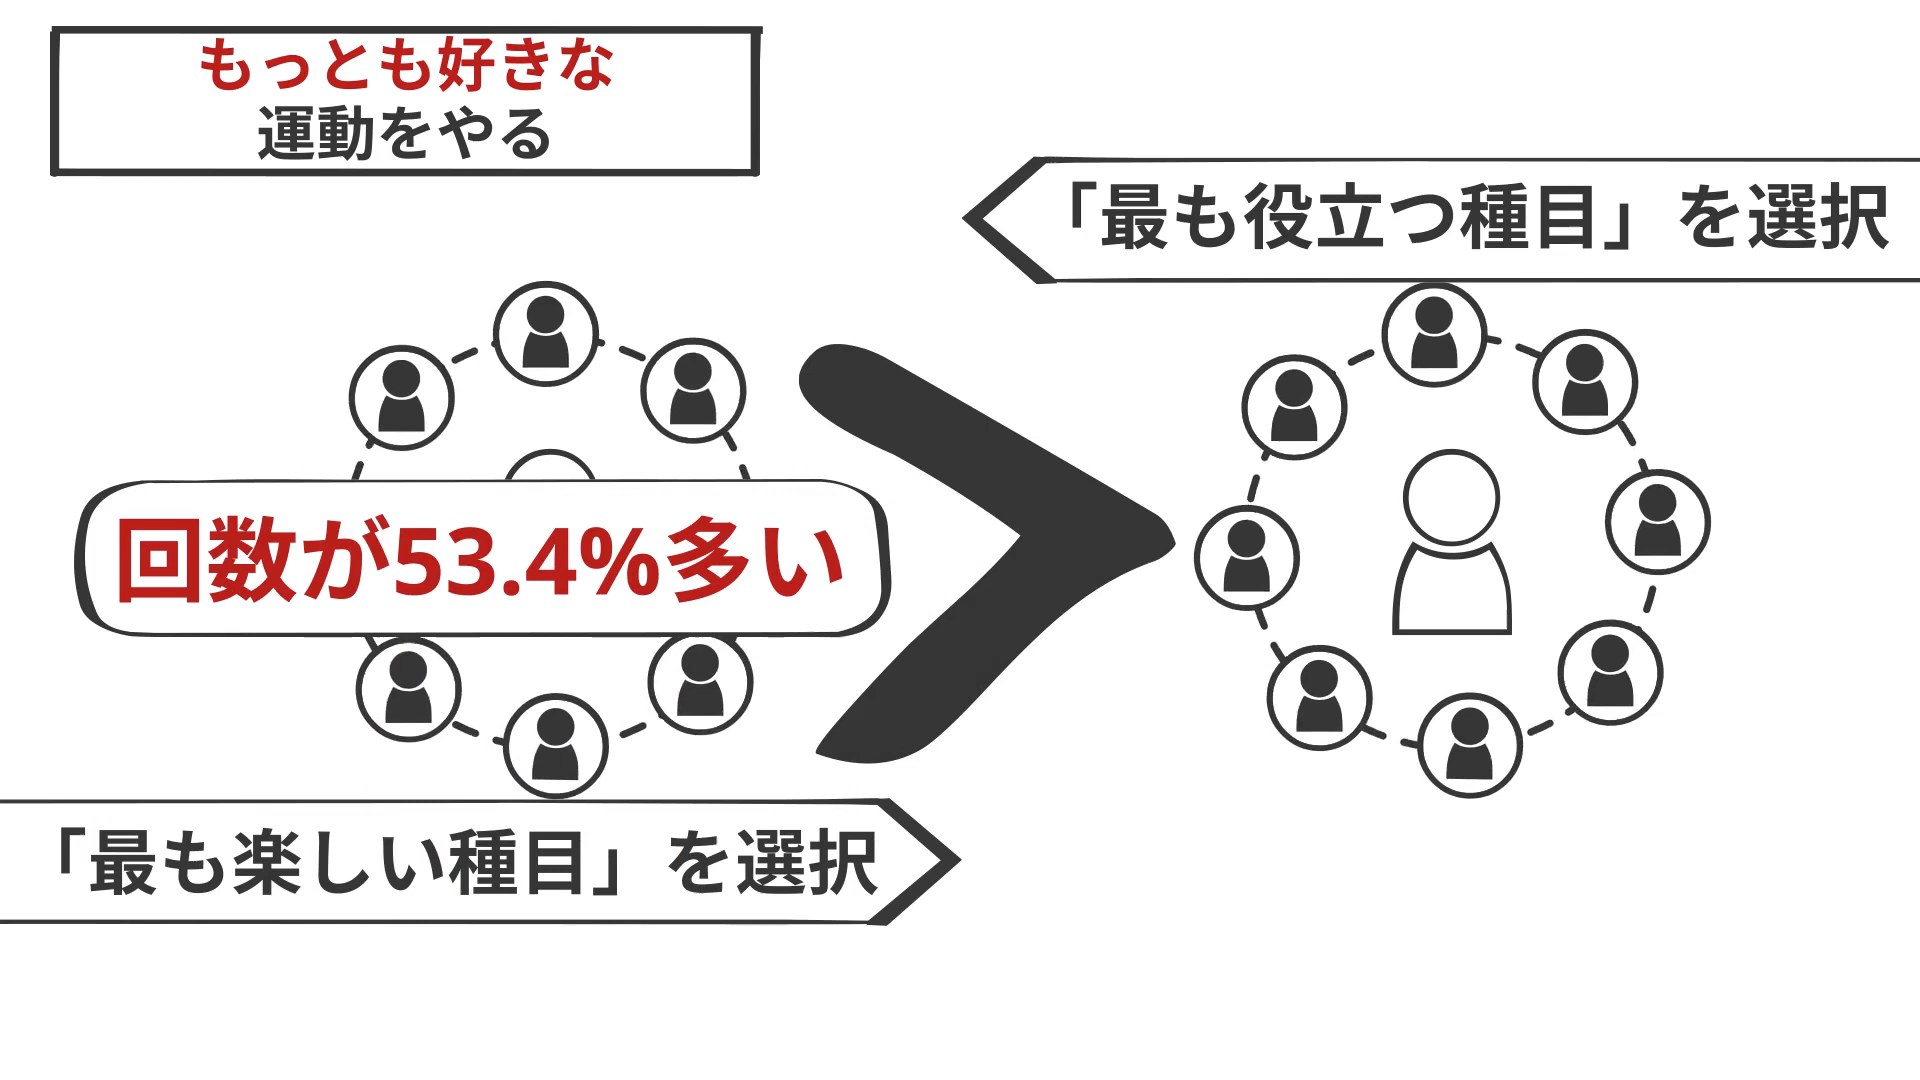 もっとも好きな
運動をやる
「最も役立つ種目」を選択
回数が53.4%多い
「最も楽しい種目」を選択